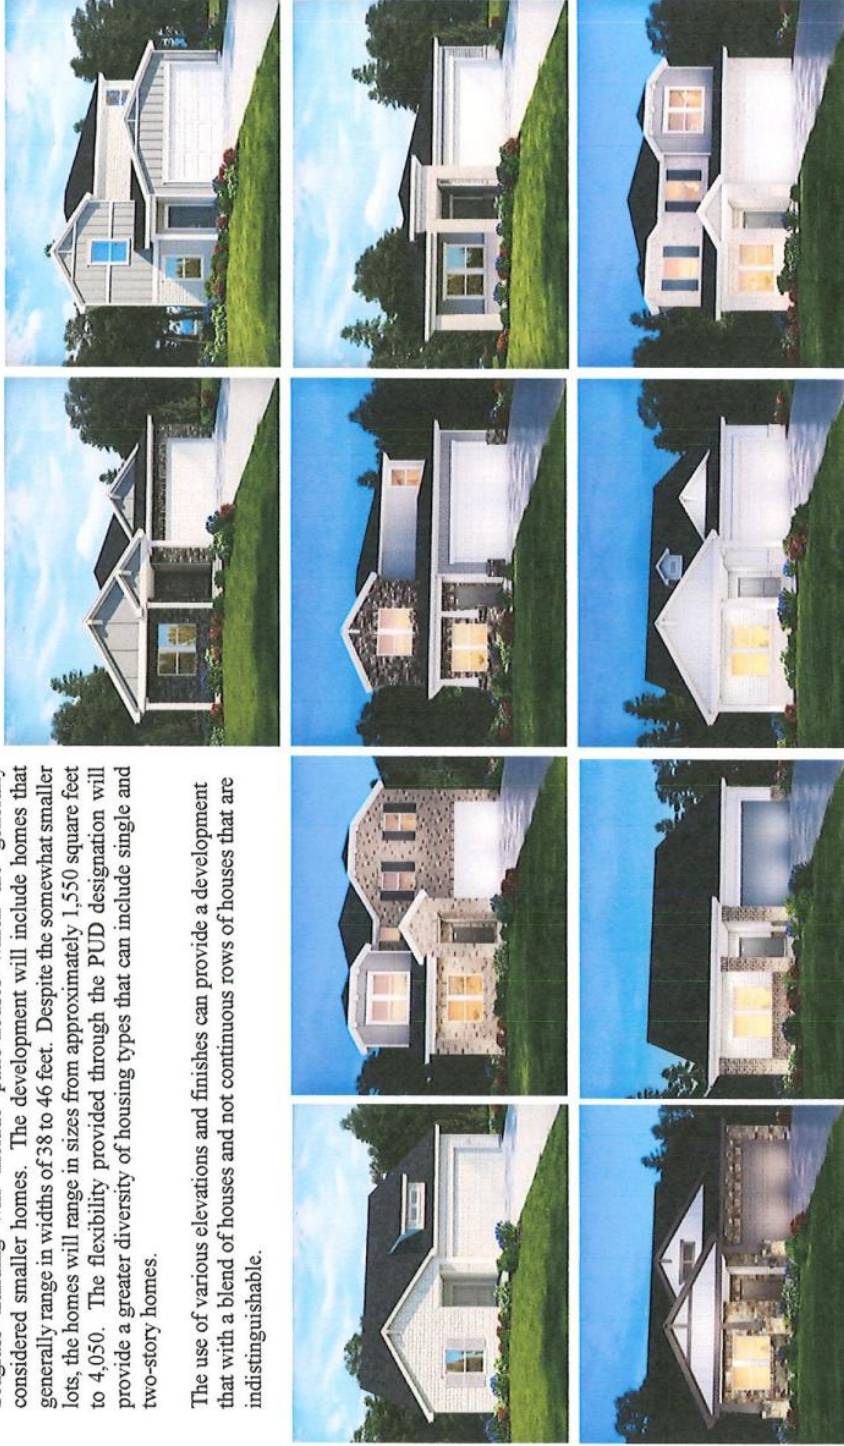 considered smaller homes. The development will include homes that
generally range in widths of 38 to 46 feet. Despite the somewhat smaller
lots, the homes will range in sizes from approximately 1,550 square feet
to 4,050. The flexibility provided through the PUD designation will
provide a greater diversity of housing types that can include single and
two-story homes.
The use of various elevations and finishes can provide a development
that with a blend of houses and not continuous rows of houses that are
indistinguishable.